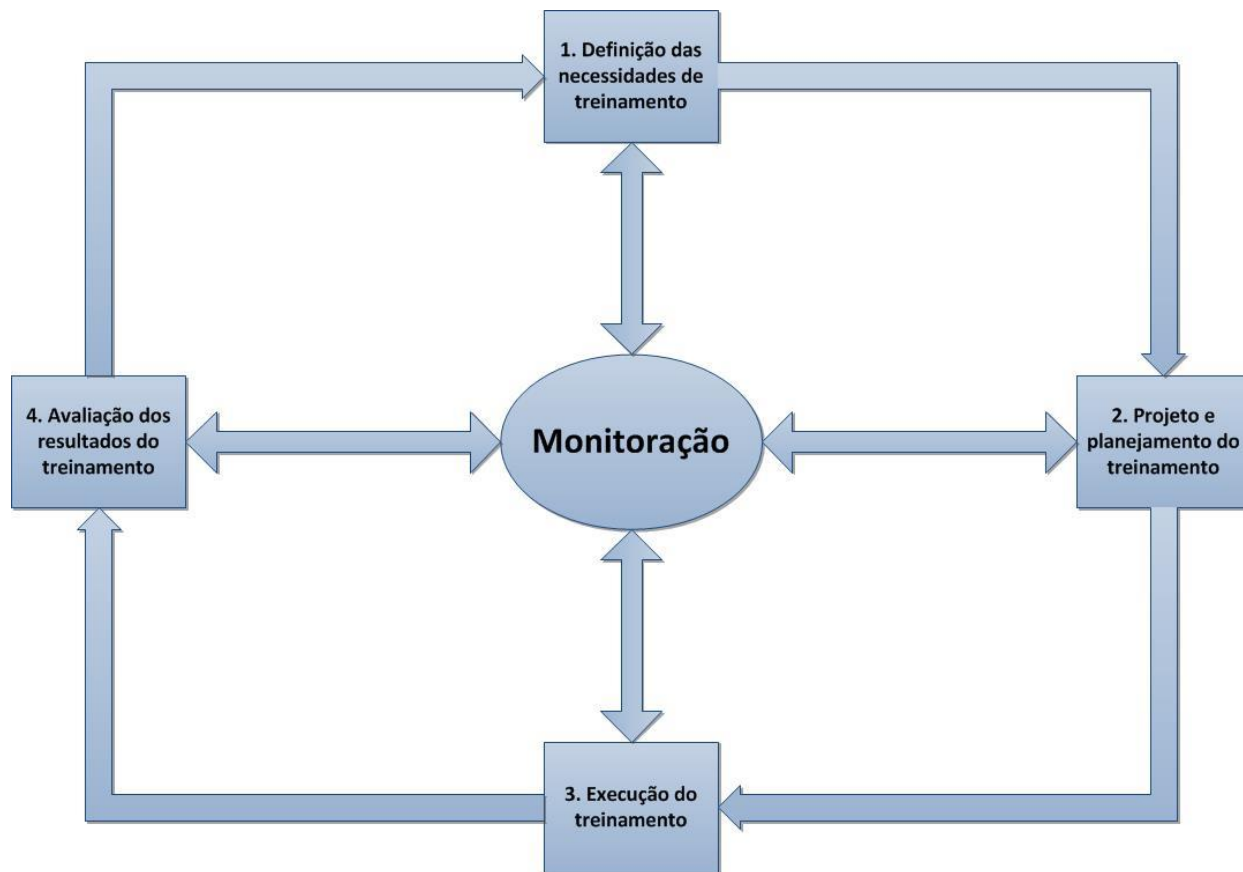 1. Definição das
necessidades de
treinamento
4. Avaliação dos
resultados do
treinamento
Monitoração
2. Projeto e
planejamento do
treinamento
3. Execução do
treinamento